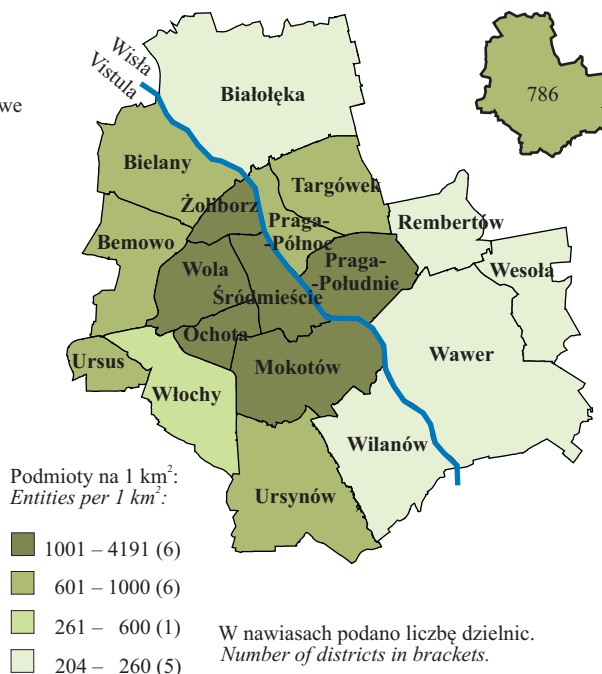 we
Wisła
Vistula
786
Białołęka
Bielany
Targówek
Żoliborz
Praga-
-Północ
Rembertów
Bemowo
Wola
Praga-
-Południe
Wesoła
Śródmieście
Ochota
Ursus
Włochy
Mokotów
Wawer
Wilanów
Ursynów
Podmioty na 1 km²:
Entities per 1 km²:
1001 – 4191 (6)
601 – 1000 (6)
261 – 600 (1)
204 – 260 (5)
W nawiasach podano liczbę dzielnic.
Number of districts in brackets.